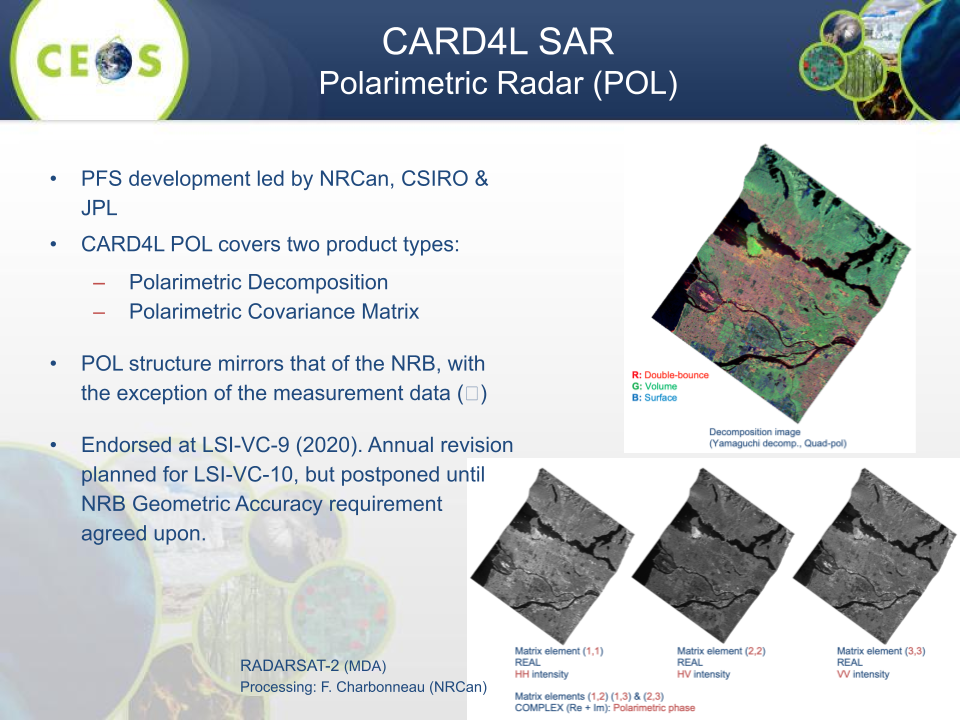 CEOS
CARD4L SAR
Polarimetric Radar (POL)
• PFS development led by NRCan, CSIRO &
JPL
• CARD4L POL covers two product types:
– Polarimetric Decomposition
– Polarimetric Covariance Matrix
• POL structure mirrors that of the NRB, with
the exception of the measurement data (□)
• Endorsed at LSI-VC-9 (2020). Annual revision
planned for LSI-VC-10, but postponed until
NRB Geometric Accuracy requirement
agreed upon.
R: Double-bounce
G: Volume
B: Surface
Decomposition image
(Yamaguchi decomp., Quad-pol)
Matrix element (1,1)
REAL
HH intensity
Matrix element (2,2)
REAL
HV intensity
Matrix element (3,3)
REAL
VV intensity
Matrix elements (1,2) (1,3) & (2,3)
COMPLEX (Re + Im): Polarimetric phase
RADARSAT-2 (MDA)
Processing: F. Charbonneau (NRCan)